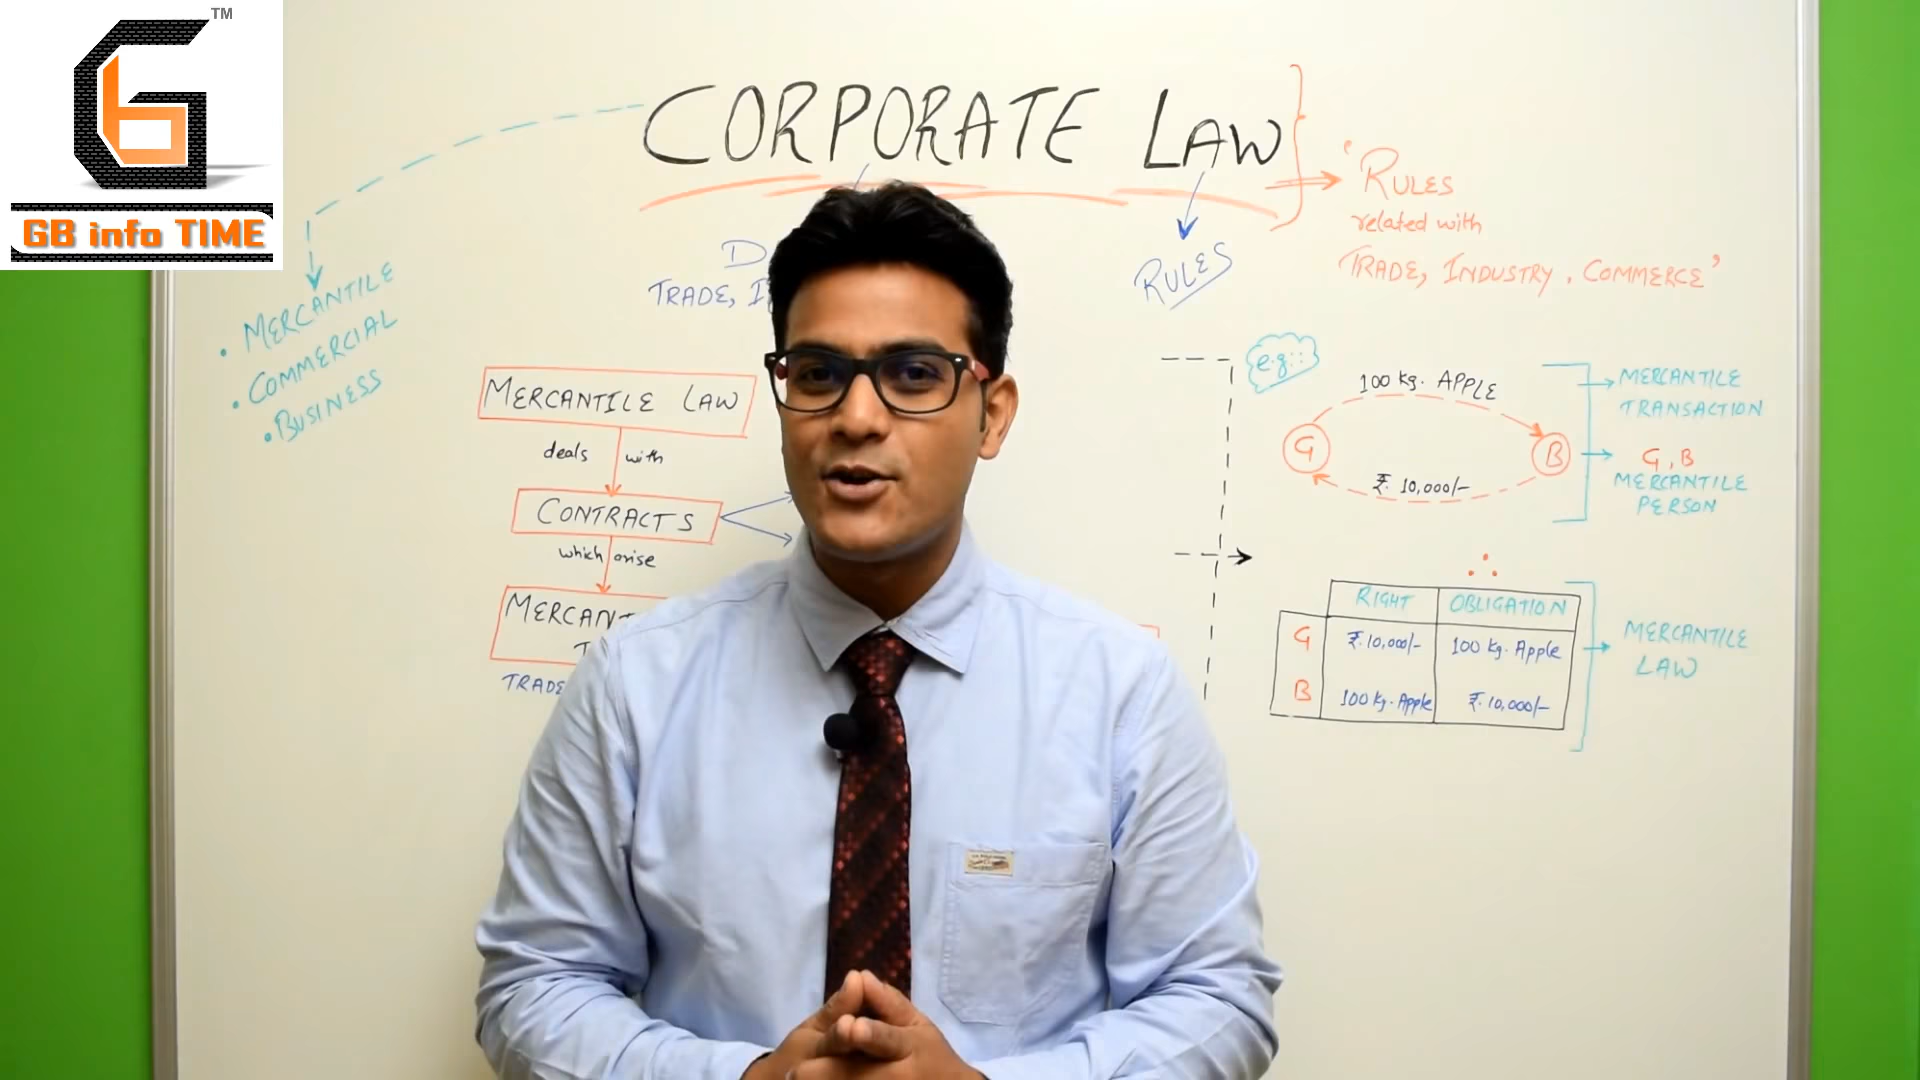 TM
GB info TIME
CORPORATE LAW
'RULES
related with
TRADE, INDUSTRY, COMMERCE'
RULES
TRADE,
• MERCANTILE
• COMMERCIAL
• BUSINESS
MERCANTILE LAW
deals with
CONTRACTS
which arise
TRADE
e.g::
100 kg. APPLE
G
B
₹. 10,000/-
MERCANTILE
TRANSACTION
G, B
MERCANTILE
PERSON
RIGHT OBLIGATION
G ₹.10,000/- 100 kg. Apple
B 100 kg. Apple ₹.10,000/-
MERCANTILE
LAW